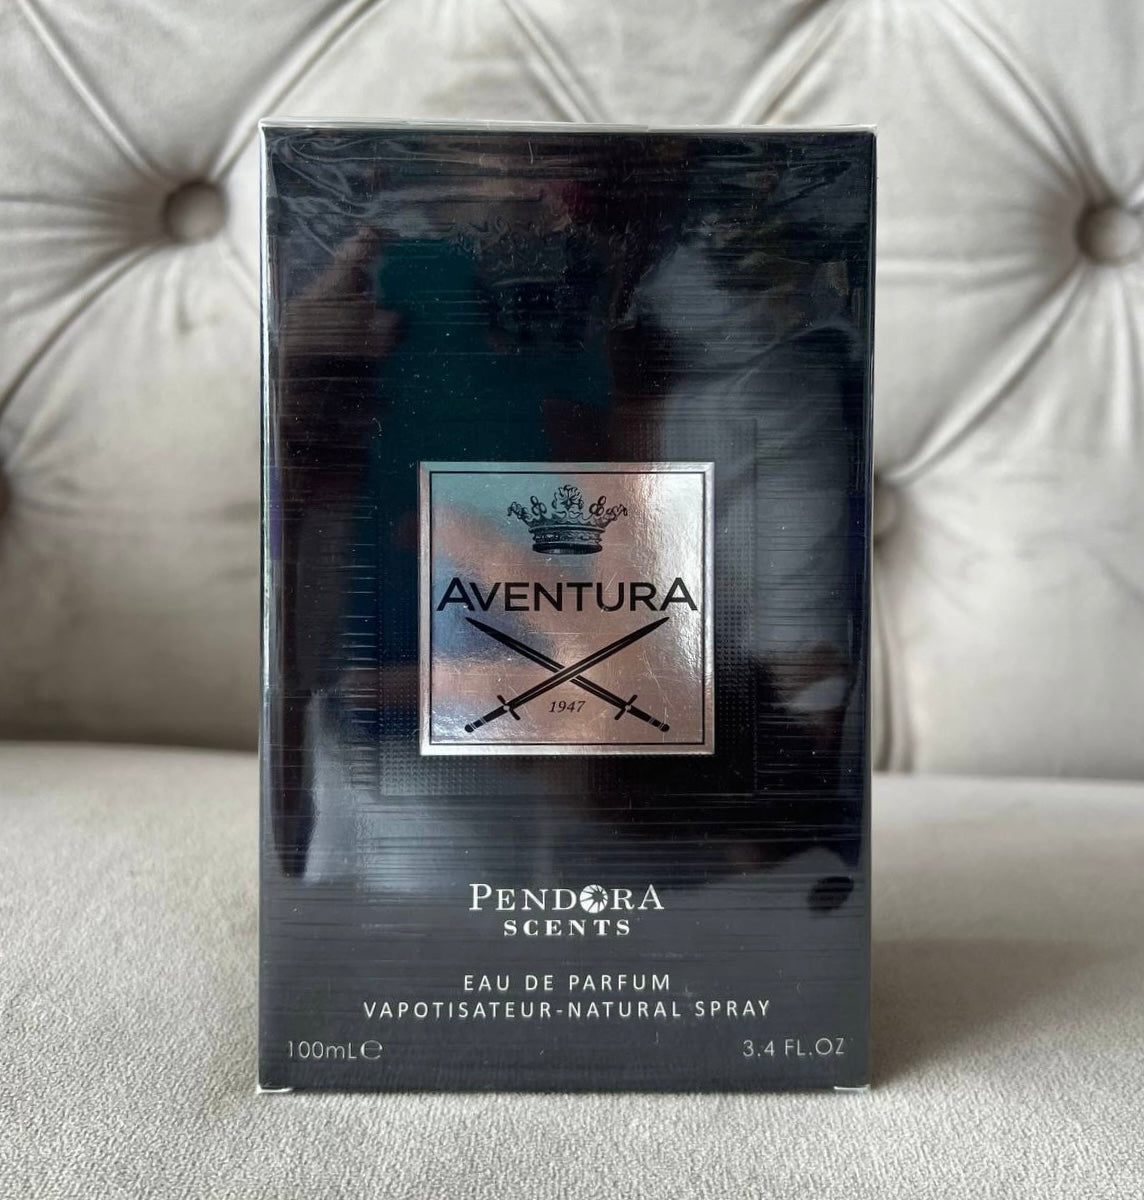 AVENTURA
1947
PENDORA
SCENTS
EAU DE PARFUM
VAPOTISATEUR-NATURAL SPRAY
100mL℮
3.4 FL.OZ